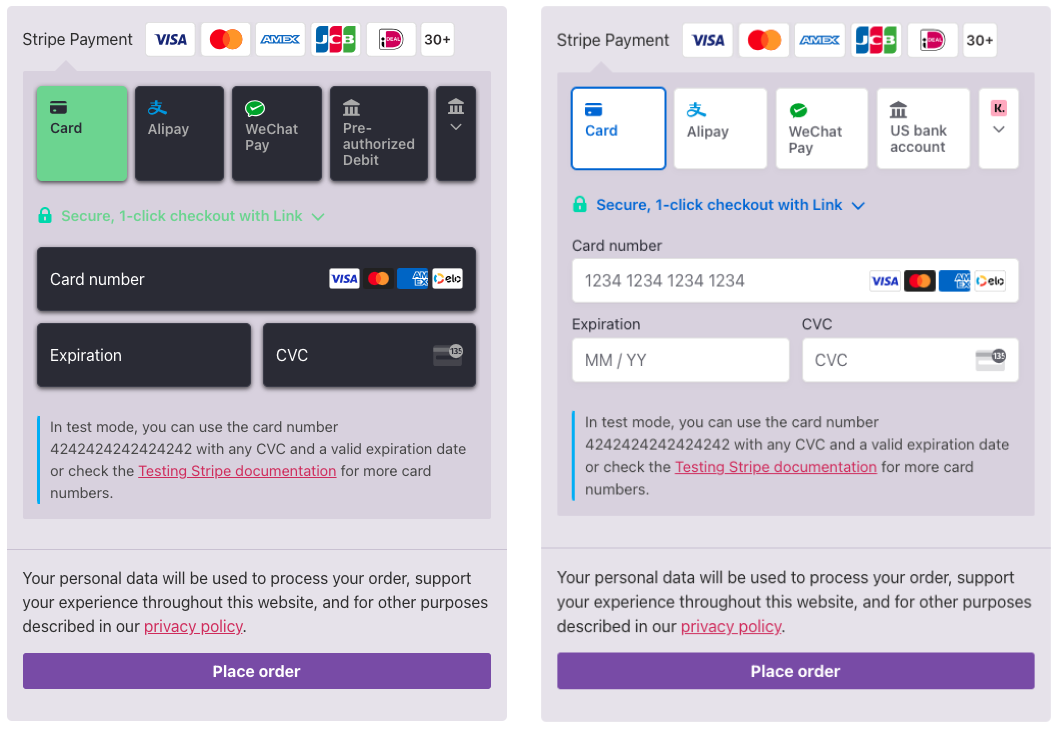 Stripe Payment VISA AMEX JCB iDEAL 30+
Card
Alipay
WeChat
Pay
Pre-
authorized
Debit
Secure, 1-click checkout with Link
Card number VISA AMEX elo
Expiration
CVC 135
In test mode, you can use the card number
4242424242424242 with any CVC and a valid expiration date
or check the Testing Stripe documentation for more card
numbers.
Your personal data will be used to process your order, support
your experience throughout this website, and for other purposes
described in our privacy policy.
Place order
Stripe Payment VISA AMEX JCB iDEAL 30+
Card
Alipay
WeChat
Pay
US bank
account
K.
Secure, 1-click checkout with Link
Card number
1234 1234 1234 1234 VISA AMEX elo
Expiration
MM / YY
CVC
CVC 135
In test mode, you can use the card number
4242424242424242 with any CVC and a valid expiration date
or check the Testing Stripe documentation for more card
numbers.
Your personal data will be used to process your order, support
your experience throughout this website, and for other purposes
described in our privacy policy.
Place order